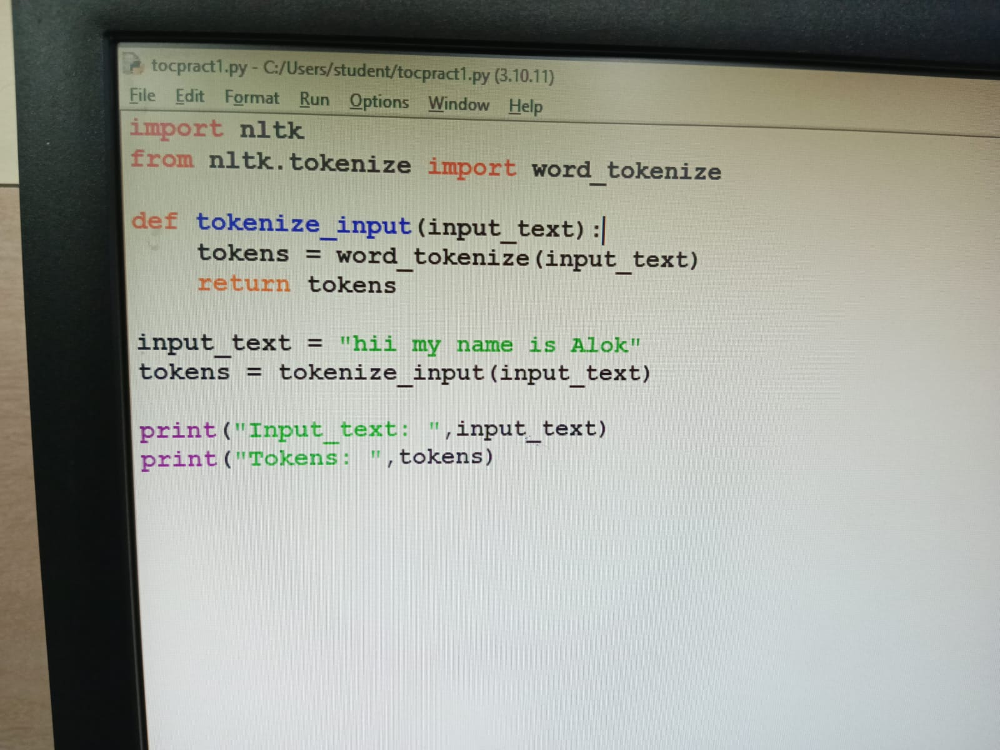 tocpract1.py - C:/Users/student/tocpract1.py (3.10.11)
File Edit Format Run Options Window Help
import nltk
from nltk.tokenize import word_tokenize

def tokenize_input(input_text):
    tokens = word_tokenize(input_text)
    return tokens

input_text = "hii my name is Alok"
tokens = tokenize_input(input_text)

print("Input_text: ",input_text)
print("Tokens: ",tokens)